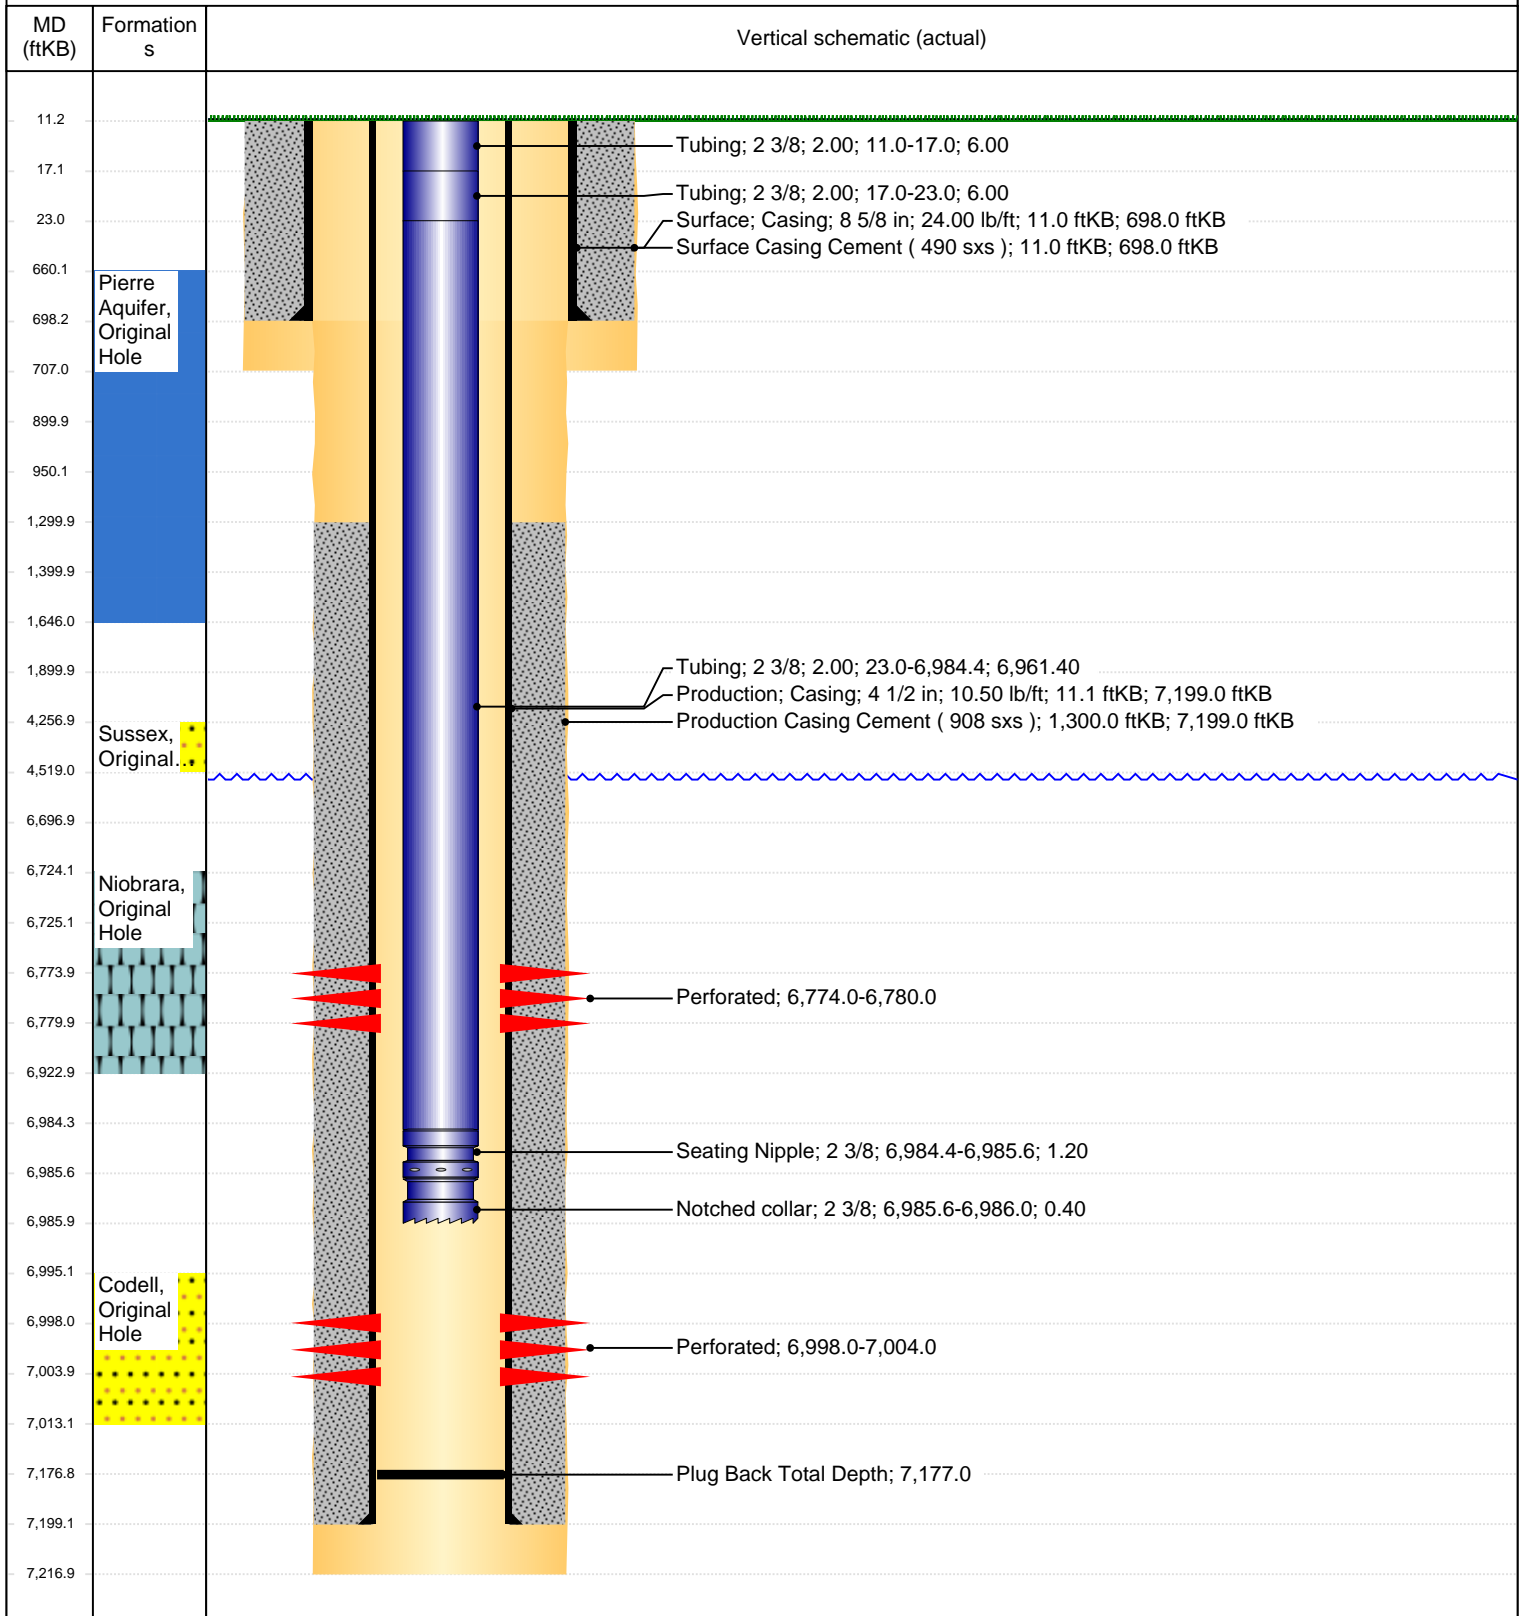 MD
(ftKB)
Formation
s
Vertical schematic (actual)
11.2
17.1
23.0
660.1
698.2
707.0
899.9
950.1
1,299.9
1,399.9
1,646.0
1,899.9
4,256.9
4,519.0
6,696.9
6,724.1
6,725.1
6,773.9
6,779.9
6,922.9
6,984.3
6,985.6
6,985.9
6,995.1
6,998.0
7,003.9
7,013.1
7,176.8
7,199.1
7,216.9
Pierre
Aquifer,
Original
Hole
Sussex,
Original...
Niobrara,
Original
Hole
Codell,
Original
Hole
Tubing; 2 3/8; 2.00; 11.0-17.0; 6.00
Tubing; 2 3/8; 2.00; 17.0-23.0; 6.00
Surface; Casing; 8 5/8 in; 24.00 lb/ft; 11.0 ftKB; 698.0 ftKB
Surface Casing Cement ( 490 sxs ); 11.0 ftKB; 698.0 ftKB
Tubing; 2 3/8; 2.00; 23.0-6,984.4; 6,961.40
Production; Casing; 4 1/2 in; 10.50 lb/ft; 11.1 ftKB; 7,199.0 ftKB
Production Casing Cement ( 908 sxs ); 1,300.0 ftKB; 7,199.0 ftKB
Perforated; 6,774.0-6,780.0
Seating Nipple; 2 3/8; 6,984.4-6,985.6; 1.20
Notched collar; 2 3/8; 6,985.6-6,986.0; 0.40
Perforated; 6,998.0-7,004.0
Plug Back Total Depth; 7,177.0